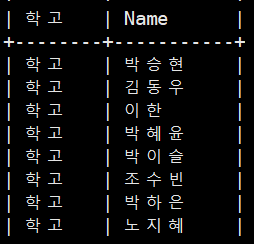 | 학고 | Name |
+--------+-----------+
| 학고 | 박승현 |
| 학고 | 김동우 |
| 학고 | 이한 |
| 학고 | 박혜윤 |
| 학고 | 박이슬 |
| 학고 | 조수빈 |
| 학고 | 박하은 |
| 학고 | 노지혜 |